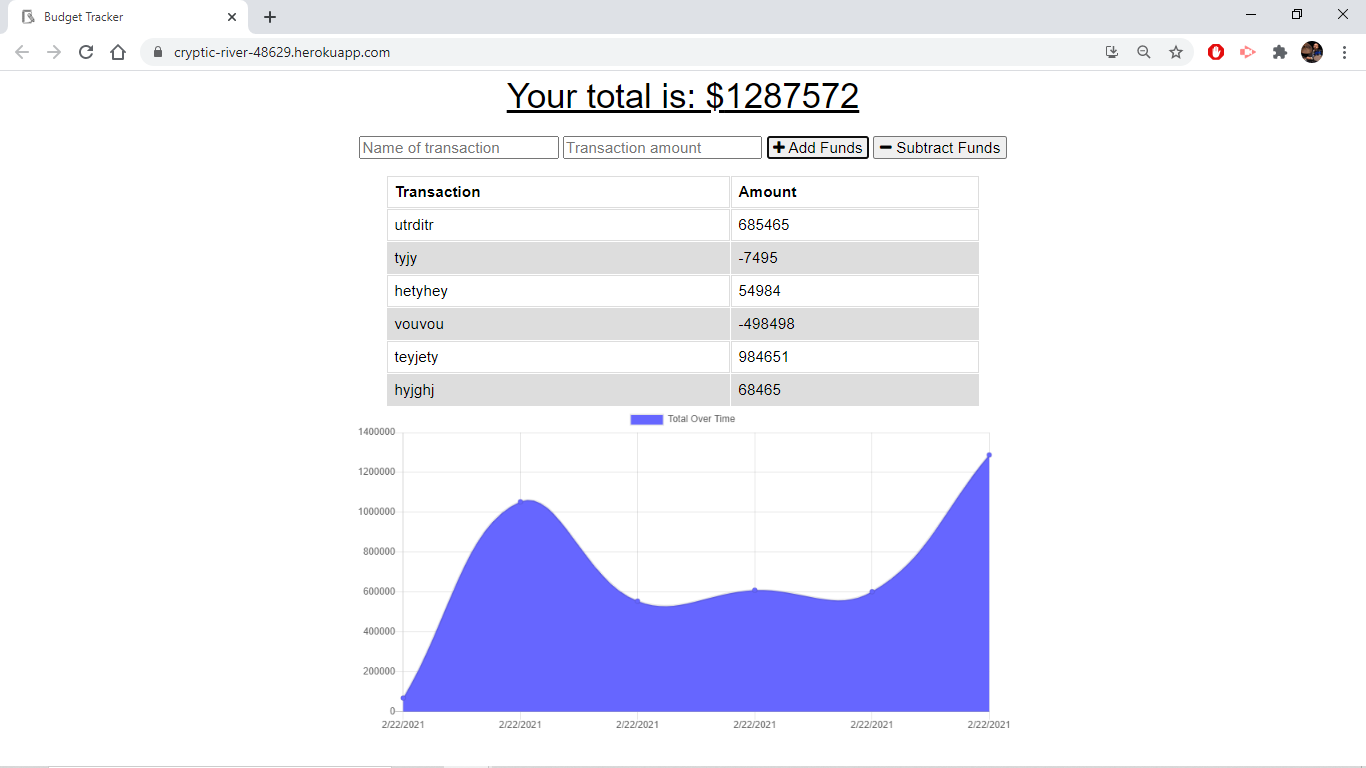 Budget Tracker
cryptic-river-48629.herokuapp.com
Your total is: $1287572
Name of transaction Transaction amount Add Funds Subtract Funds
Transaction Amount
utrditr 685465
tyjy -7495
hetyhey 54984
vouvou -498498
teyjety 984651
hyjghj 68465
Total Over Time
1400000
1200000
1000000
800000
600000
400000
200000
0
2/22/2021 2/22/2021 2/22/2021 2/22/2021 2/22/2021 2/22/2021